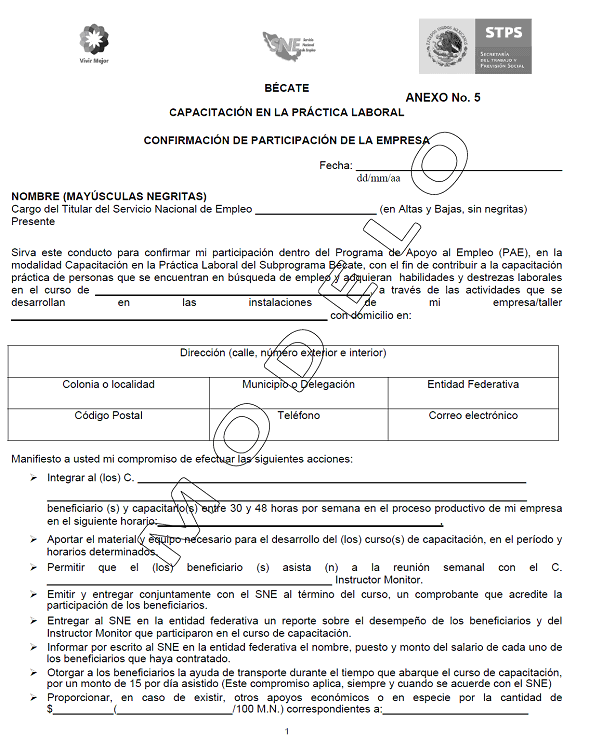 Vivir Mejor
SNE Servicio Nacional de Empleo
STPS
SECRETARÍA DEL TRABAJO Y PREVISIÓN SOCIAL
BÉCATE
ANEXO No. 5
CAPACITACIÓN EN LA PRÁCTICA LABORAL
CONFIRMACIÓN DE PARTICIPACIÓN DE LA EMPRESA
Fecha: ____________________
dd/mm/aa
NOMBRE (MAYÚSCULAS NEGRITAS)
Cargo del Titular del Servicio Nacional de Empleo ____________________ (en Altas y Bajas, sin negritas)
Presente
Sirva este conducto para confirmar mi participación dentro del Programa de Apoyo al Empleo (PAE), en la
modalidad Capacitación en la Práctica Laboral del Subprograma Bécate, con el fin de contribuir a la capacitación
práctica de personas que se encuentran en búsqueda de empleo y adquieran habilidades y destrezas laborales
en el curso de ____________________, a través de las actividades que se
desarrollan en las instalaciones de mi empresa/taller
____________________ con domicilio en:
Dirección (calle, número exterior e interior)
Colonia o localidad Municipio o Delegación Entidad Federativa
Código Postal Teléfono Correo electrónico
Manifiesto a usted mi compromiso de efectuar las siguientes acciones:
➢ Integrar al (los) C. ____________________
____________________
beneficiario (s) y capacitarlo(s) entre 30 y 48 horas por semana en el proceso productivo de mi empresa
en el siguiente horario:____________________.
➢ Aportar el material y equipo necesario para el desarrollo del (los) curso(s) de capacitación, en el período y
horarios determinados.
➢ Permitir que el (los) beneficiario (s) asista (n) a la reunión semanal con el C.
____________________ Instructor Monitor.
➢ Emitir y entregar conjuntamente con el SNE al término del curso, un comprobante que acredite la
participación de los beneficiarios.
➢ Entregar al SNE en la entidad federativa un reporte sobre el desempeño de los beneficiarios y del
Instructor Monitor que participaron en el curso de capacitación.
➢ Informar por escrito al SNE en la entidad federativa el nombre, puesto y monto del salario de cada uno de
los beneficiarios que haya contratado.
➢ Otorgar a los beneficiarios la ayuda de transporte durante el tiempo que abarque el curso de capacitación,
por un monto de 15 por día asistido (Este compromiso aplica, siempre y cuando se acuerde con el SNE)
➢ Proporcionar, en caso de existir, otros apoyos económicos o en especie por la cantidad de
$__________(____________________/100 M.N.) correspondientes a:____________________
MODELO
1